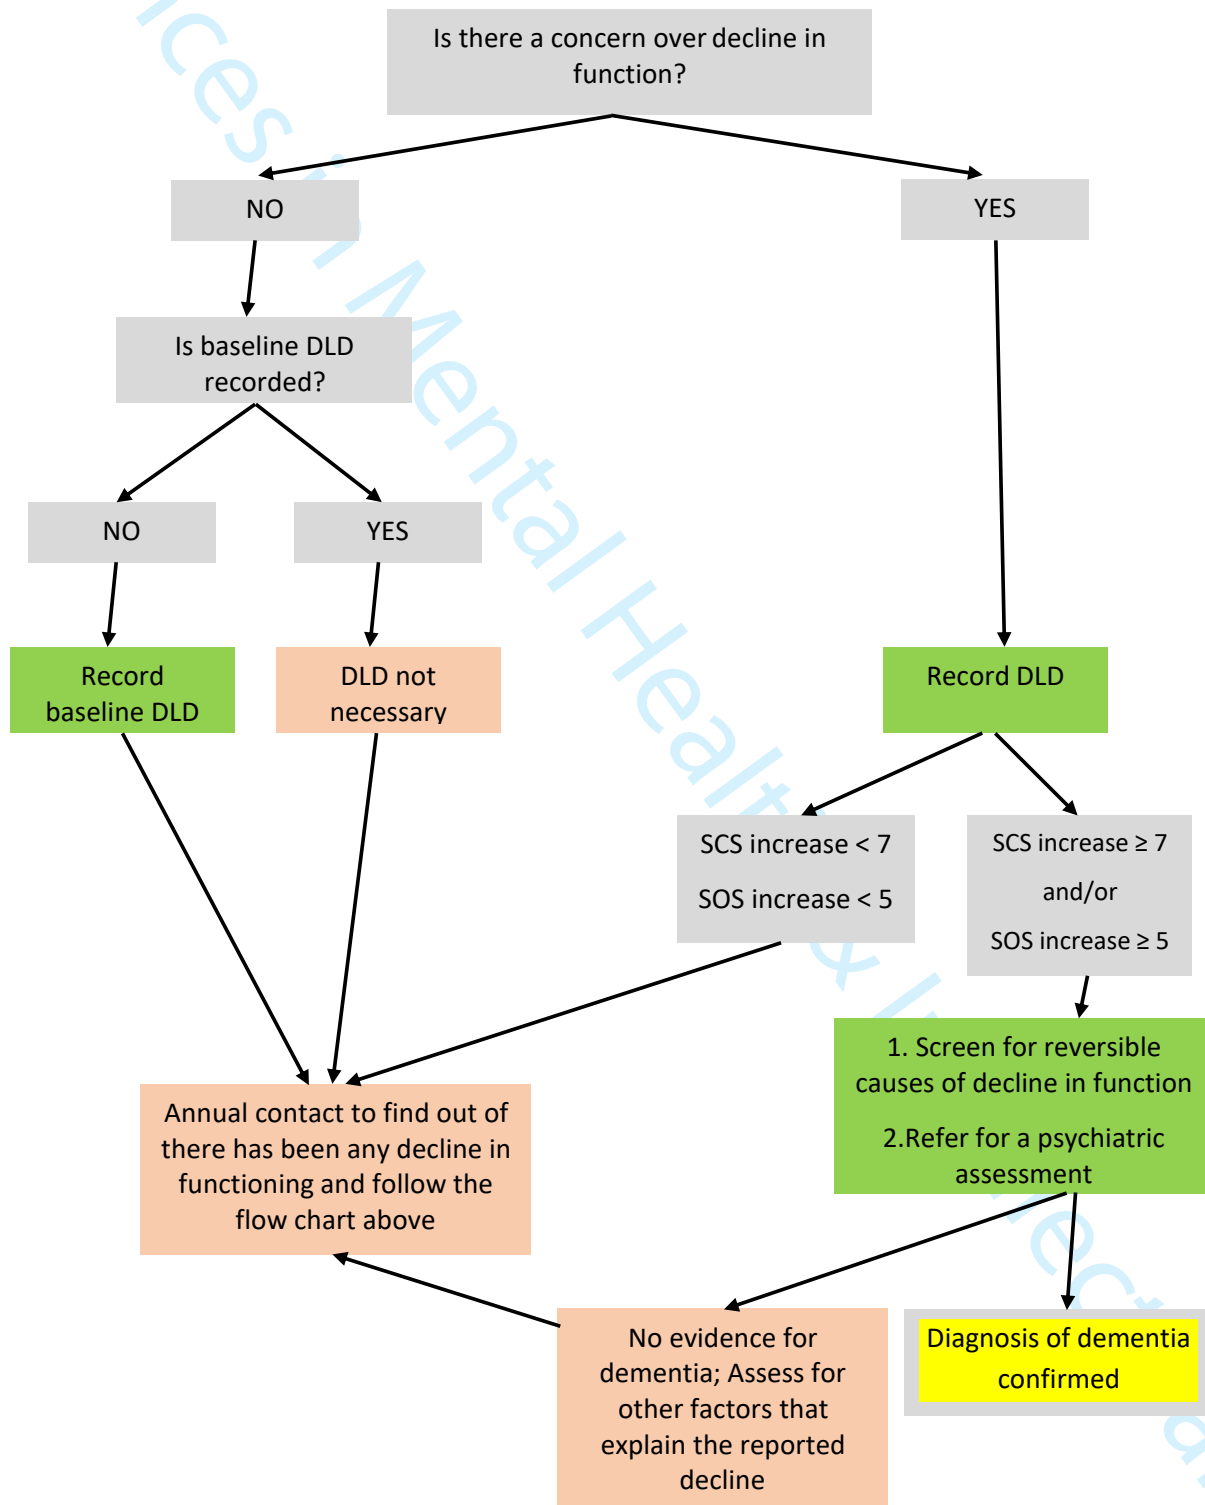 Is there a concern over decline in
function?
NO
YES
Is baseline DLD
recorded?
NO
YES
Record
baseline DLD
DLD not
necessary
Record DLD
SCS increase < 7
SOS increase < 5
SCS increase ≥ 7
and/or
SOS increase ≥ 5
1. Screen for reversible
causes of decline in function
2.Refer for a psychiatric
assessment
Annual contact to find out of
there has been any decline in
functioning and follow the
flow chart above
No evidence for
dementia; Assess for
other factors that
explain the reported
decline
Diagnosis of dementia
confirmed
ices in Mental Health &